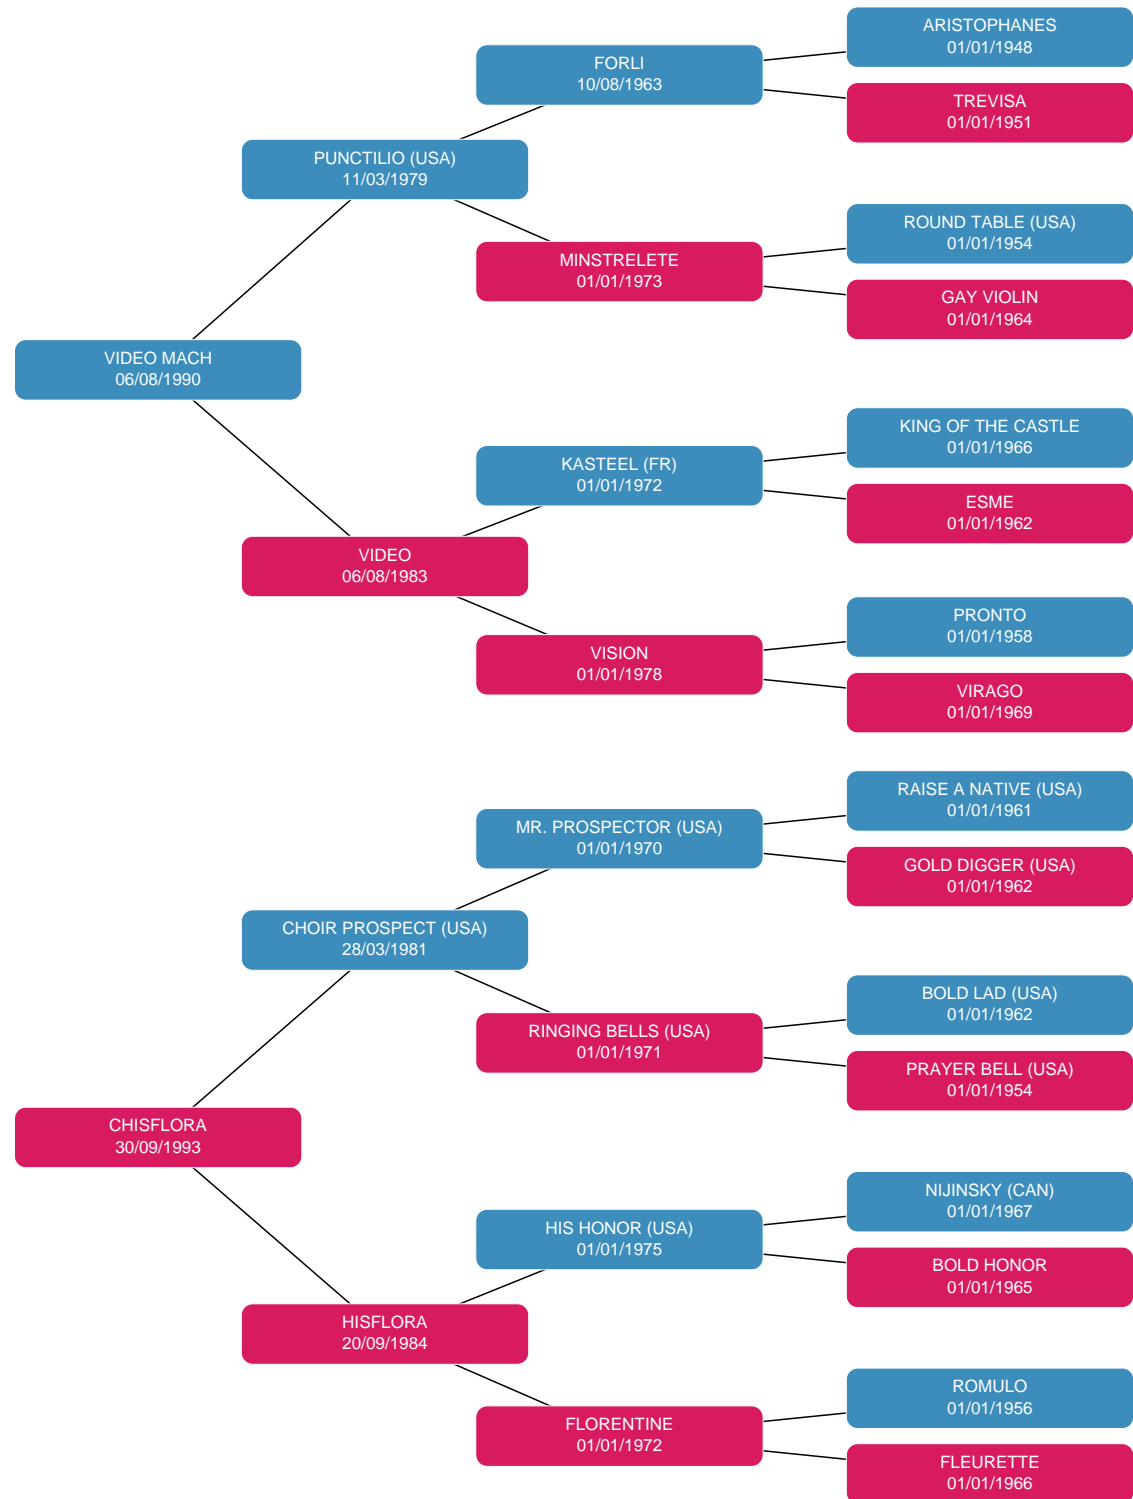 ARISTOPHANES
01/01/1948
FORLI
10/08/1963
TREVISA
01/01/1951
PUNCTILIO (USA)
11/03/1979
ROUND TABLE (USA)
01/01/1954
MINSTRELETE
01/01/1973
GAY VIOLIN
01/01/1964
VIDEO MACH
06/08/1990
KING OF THE CASTLE
01/01/1966
KASTEEL (FR)
01/01/1972
ESME
01/01/1962
VIDEO
06/08/1983
PRONTO
01/01/1958
VISION
01/01/1978
VIRAGO
01/01/1969
RAISE A NATIVE (USA)
01/01/1961
MR. PROSPECTOR (USA)
01/01/1970
GOLD DIGGER (USA)
01/01/1962
CHOIR PROSPECT (USA)
28/03/1981
BOLD LAD (USA)
01/01/1962
RINGING BELLS (USA)
01/01/1971
PRAYER BELL (USA)
01/01/1954
CHISFLORA
30/09/1993
NIJINSKY (CAN)
01/01/1967
HIS HONOR (USA)
01/01/1975
BOLD HONOR
01/01/1965
HISFLORA
20/09/1984
ROMULO
01/01/1956
FLORENTINE
01/01/1972
FLEURETTE
01/01/1966